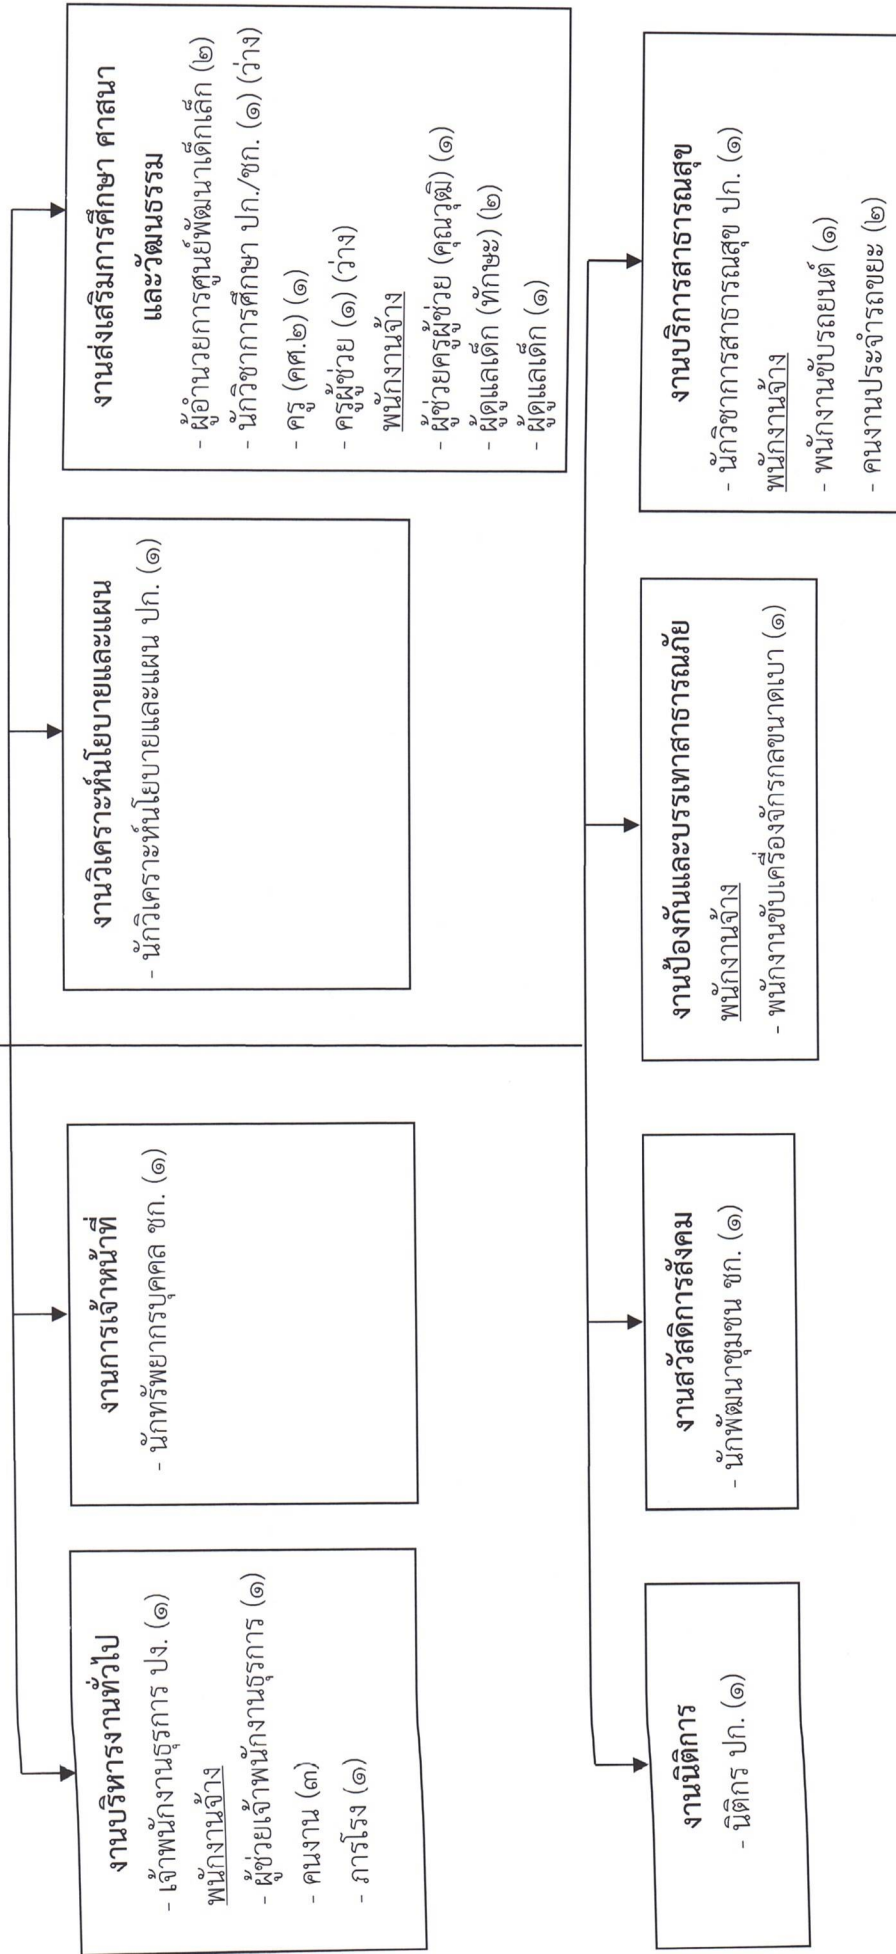 งานบริหารงานทั่วไป
- เจ้าพนักงานธุรการ ปง. (๑)
พนักงานจ้าง
- ผู้ช่วยเจ้าพนักงานธุรการ (๑)
- คนงาน (๓)
- ภารโรง (๑)
งานการเจ้าหน้าที่
- นักทรัพยากรบุคคล ชก. (๑)
งานวิเคราะห์นโยบายและแผน
- นักวิเคราะห์นโยบายและแผน ปก. (๑)
งานส่งเสริมการศึกษา ศาสนา
และวัฒนธรรม
- ผู้อำนวยการศูนย์พัฒนาเด็กเล็ก (๒)
- นักวิชาการศึกษา ปก./ชก. (๑) (ว่าง)
- ครู (คศ.๒) (๑)
- ครูผู้ช่วย (๑) (ว่าง)
พนักงานจ้าง
- ผู้ช่วยครูผู้ช่วย (คุณวุฒิ) (๑)
- ผู้ดูแลเด็ก (ทักษะ) (๒)
- ผู้ดูแลเด็ก (๑)
งานนิติการ
- นิติกร ปก. (๑)
งานสวัสดิการสังคม
- นักพัฒนาชุมชน ชก. (๑)
งานป้องกันและบรรเทาสาธารณภัย
พนักงานจ้าง
- พนักงานขับเครื่องจักรกลขนาดเบา (๑)
งานบริการสาธารณสุข
- นักวิชาการสาธารณสุข ปก. (๑)
พนักงานจ้าง
- พนักงานขับรถยนต์ (๑)
- คนงานประจำรถขยะ (๒)